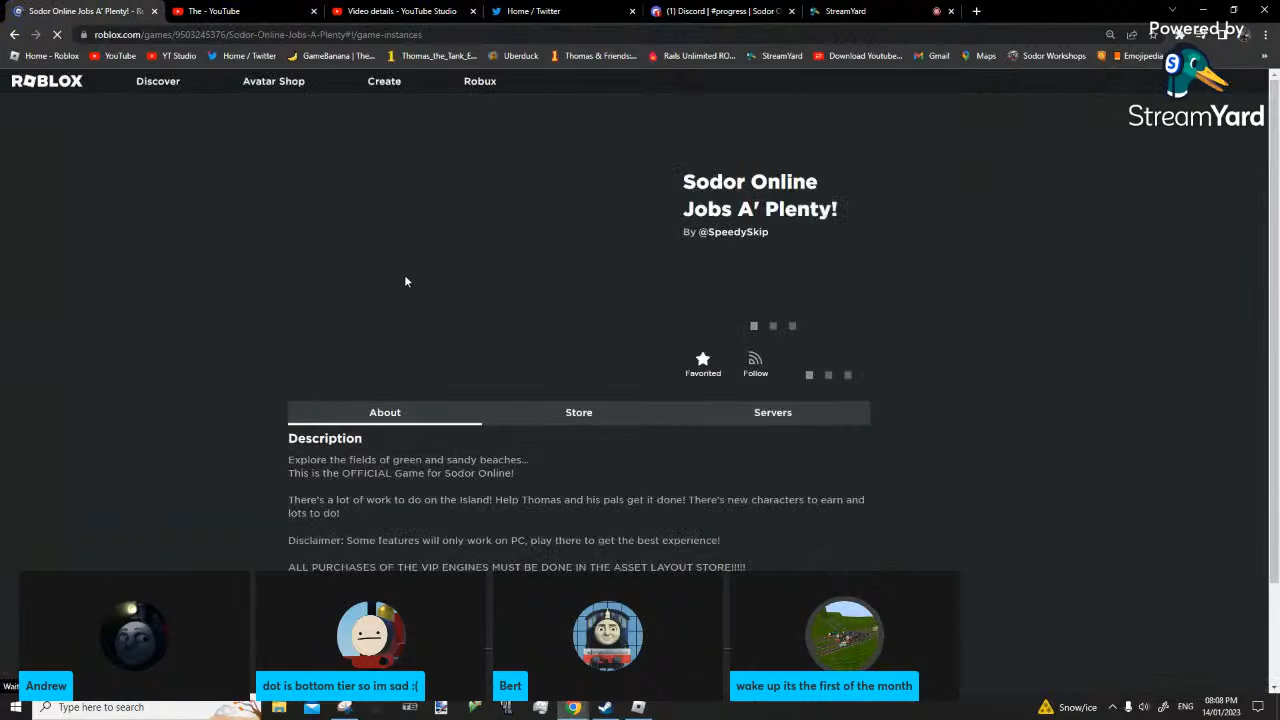 Sodor Online Jobs A' Plenty! - Ro
The - YouTube
Video details - YouTube Studio
Home / Twitter
(1) Discord | #progress | Sodor O
StreamYard
roblox.com/games/9503245376/Sodor-Online-Jobs-A-Plenty#!/game-instances
Home - Roblox
YouTube
YT Studio
Home / Twitter
GameBanana | The...
Thomas_the_Tank_E...
Uberduck
Thomas & Friends:...
Rails Unlimited RO...
StreamYard
Download Youtube...
Gmail
Maps
Sodor Workshops
Emojipedia
Powered by
StreamYard
ROBLOX
Discover
Avatar Shop
Create
Robux
Sodor Online
Jobs A' Plenty!
By @SpeedySkip
Favorited
Follow
About
Store
Servers
Description
Explore the fields of green and sandy beaches...
This is the OFFICIAL Game for Sodor Online!
There's a lot of work to do on the Island! Help Thomas and his pals get it done! There's new characters to earn and
lots to do!
Disclaimer: Some features will only work on PC, play there to get the best experience!
ALL PURCHASES OF THE VIP ENGINES MUST BE DONE IN THE ASSET LAYOUT STORE!!!!!
Andrew
dot is bottom tier so im sad :(
Bert
wake up its the first of the month
Type here to search
Snow/ice
ENG
08:08 PM
14/01/2023